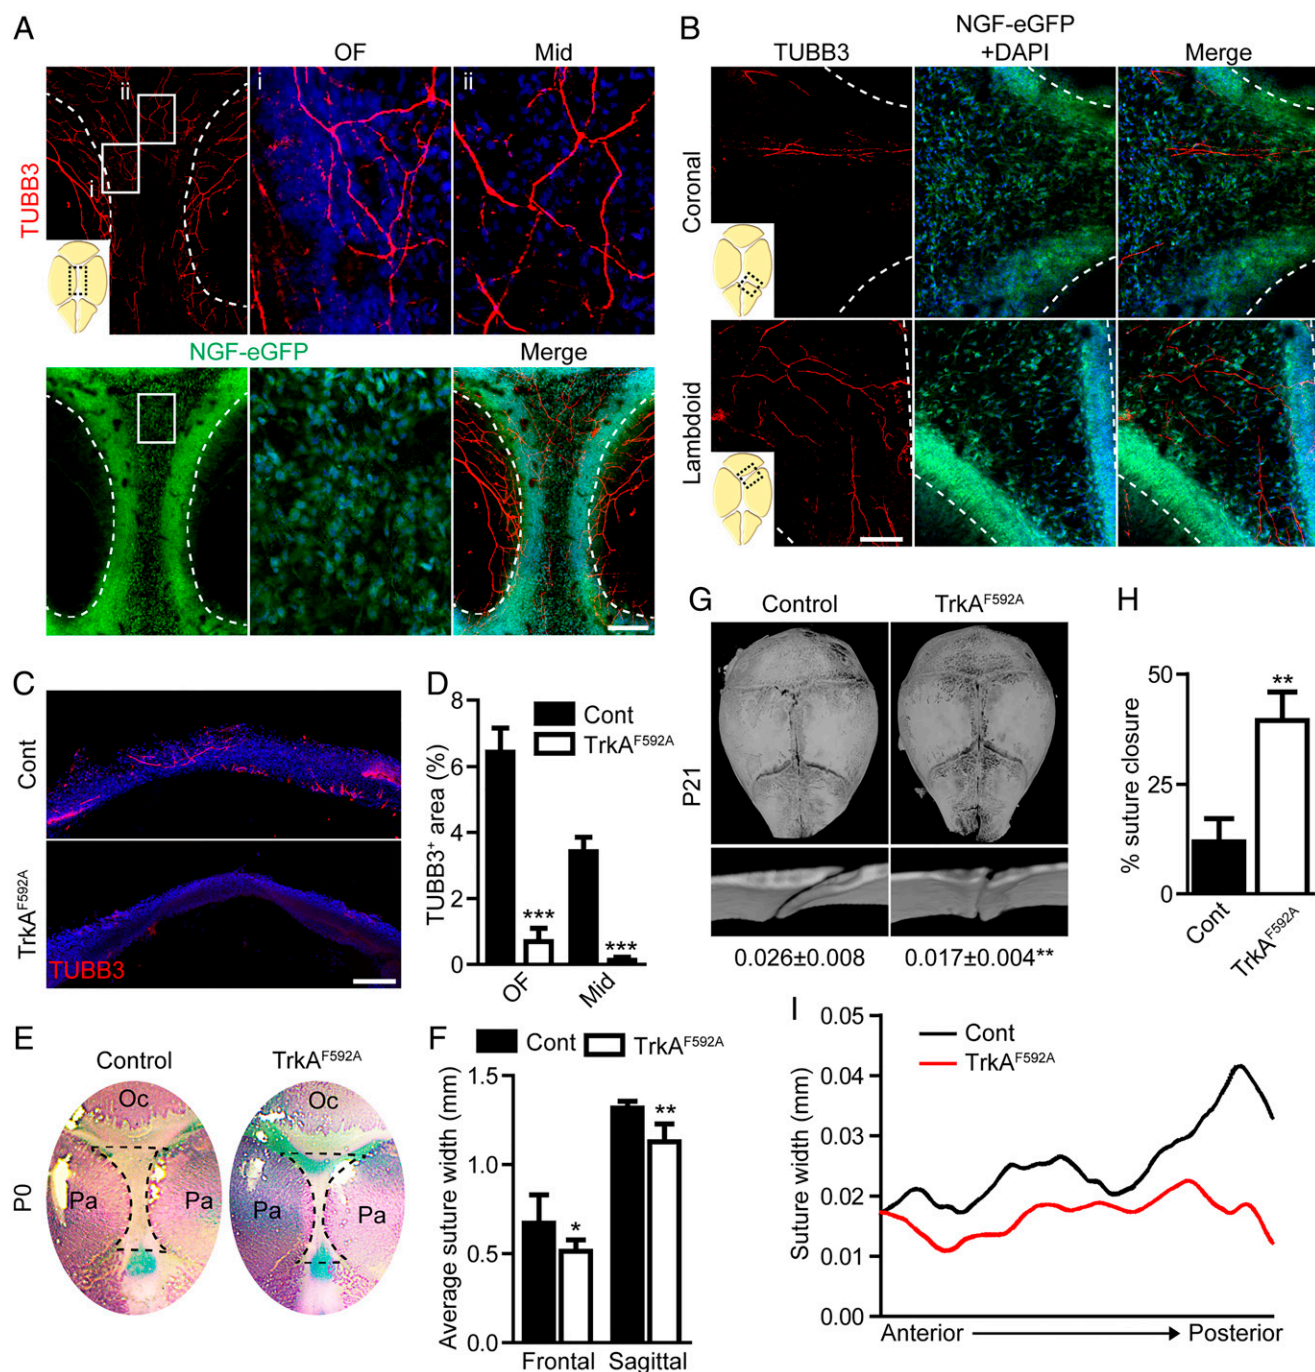 A
OF
Mid
TUBB3
i
ii
i
ii
NGF-eGFP
Merge
B
TUBB3
NGF-eGFP
+DAPI
Merge
Coronal
Lambdoid
C
Cont
TrkA^F592A
TUBB3
D
Cont
TrkA^F592A
TUBB3+ area (%)
8
6
4
2
0
OF
Mid
***
***
E
Control
TrkA^F592A
P0
Oc
Pa
Pa
Oc
Pa
Pa
F
Cont
TrkA^F592A
Average suture width (mm)
1.5
1.0
0.5
0.0
*
**
Frontal
Sagittal
G
Control
TrkA^F592A
P21
0.026±0.008
0.017±0.004**
H
% suture closure
50
25
0
**
Cont
TrkA^F592A
I
Suture width (mm)
0.05
0.04
0.03
0.02
0.01
0.00
Cont
TrkA^F592A
Anterior
Posterior